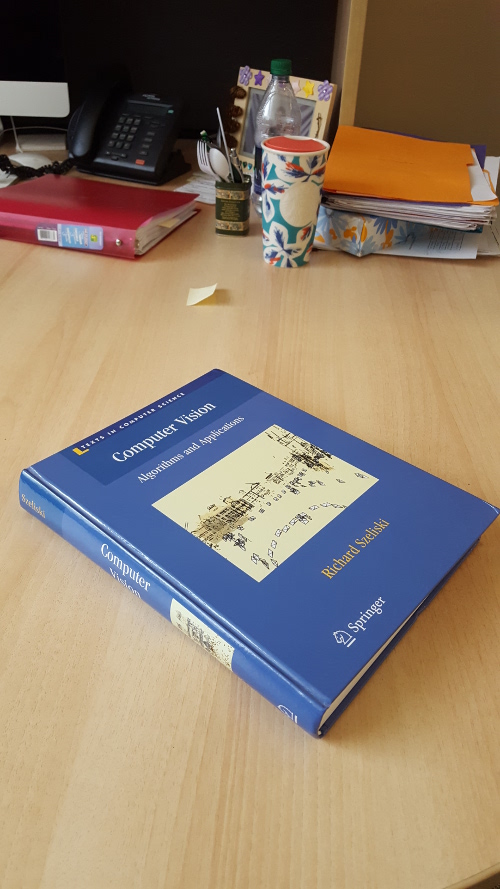 TEXTS IN COMPUTER SCIENCE
Computer Vision
Algorithms and Applications
Richard Szeliski
Springer
Szeliski
Computer
Vision